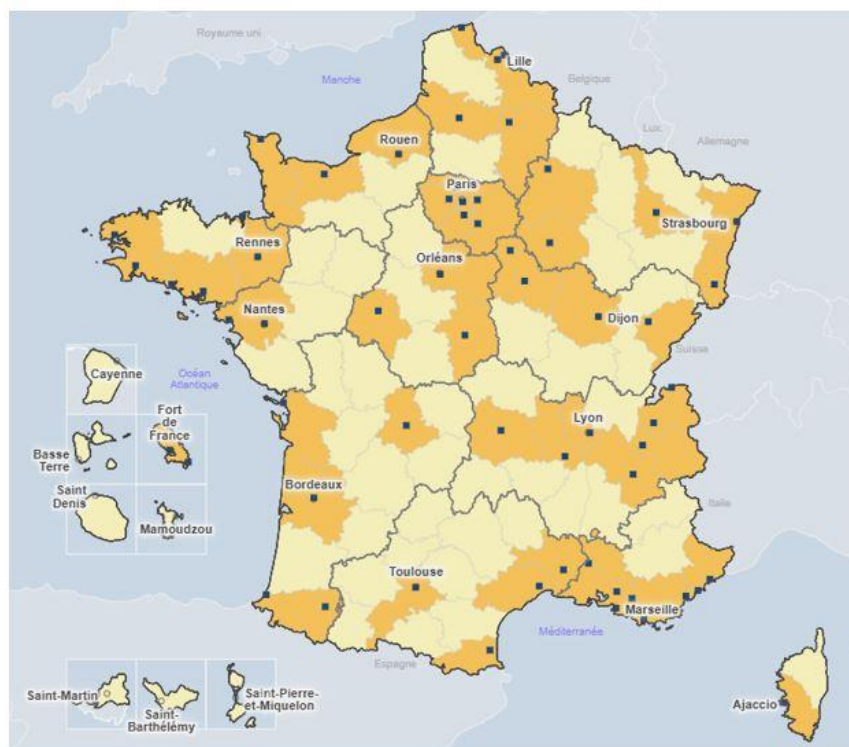 Royaume uni
Lille
Manche
Belgique
Lux.
Allemagne
Rouen
Paris
Strasbourg
Rennes
Orléans
Nantes
Dijon
Suisse
Océan
Atlantique
Cayenne
Fort
de
France
Lyon
Basse
Terre
Bordeaux
Saint
Denis
Italie
Mamoudzou
Toulouse
Marseille
Méditerranée
Espagne
Saint-Martin
Saint-
Barthélémy
Saint-Pierre-
et-Miquelon
Ajaccio